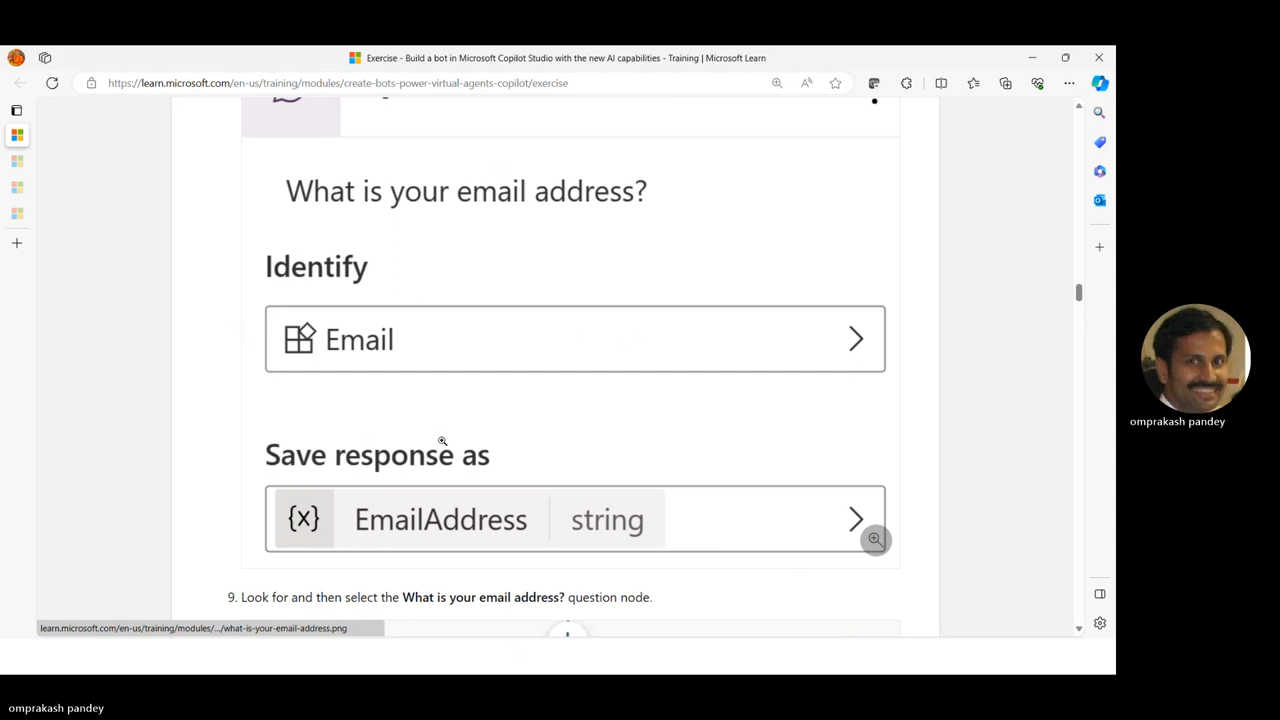 Exercise - Build a bot in Microsoft Copilot Studio with the new AI capabilities - Training | Microsoft Learn
https://learn.microsoft.com/en-us/training/modules/create-bots-power-virtual-agents-copilot/exercise
What is your email address?
Identify
Email
Save response as
{x} EmailAddress string
9. Look for and then select the What is your email address? question node.
learn.microsoft.com/en-us/training/modules/.../what-is-your-email-address.png
omprakash pandey
omprakash pandey